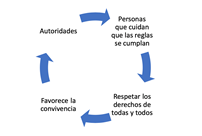 Autoridades
Personas
que cuidan
que las reglas
se cumplan
Respetar los
derechos de
todas y todos
Favorece la
convivencia